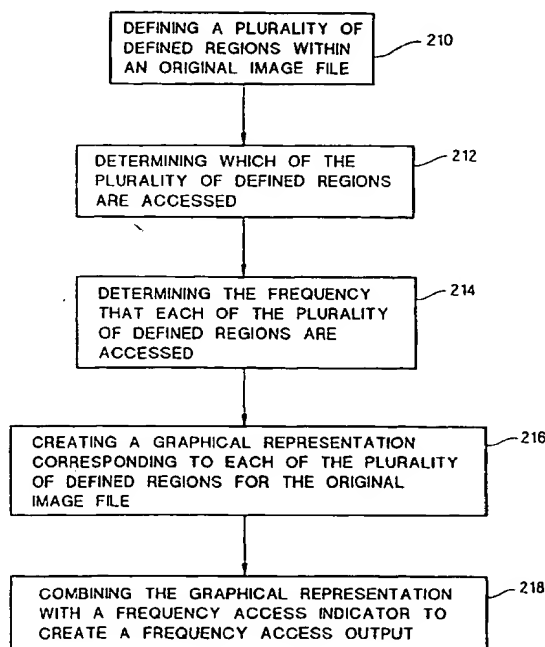 DEFINING A PLURALITY OF
DEFINED REGIONS WITHIN
AN ORIGINAL IMAGE FILE
210
DETERMINING WHICH OF THE
PLURALITY OF DEFINED REGIONS
ARE ACCESSED
212
DETERMINING THE FREQUENCY
THAT EACH OF THE PLURALITY
OF DEFINED REGIONS ARE
ACCESSED
214
CREATING A GRAPHICAL REPRESENTATION
CORRESPONDING TO EACH OF THE PLURALITY
OF DEFINED REGIONS FOR THE ORIGINAL
IMAGE FILE
216
COMBINING THE GRAPHICAL REPRESENTATION
WITH A FREQUENCY ACCESS INDICATOR TO
CREATE A FREQUENCY ACCESS OUTPUT
218